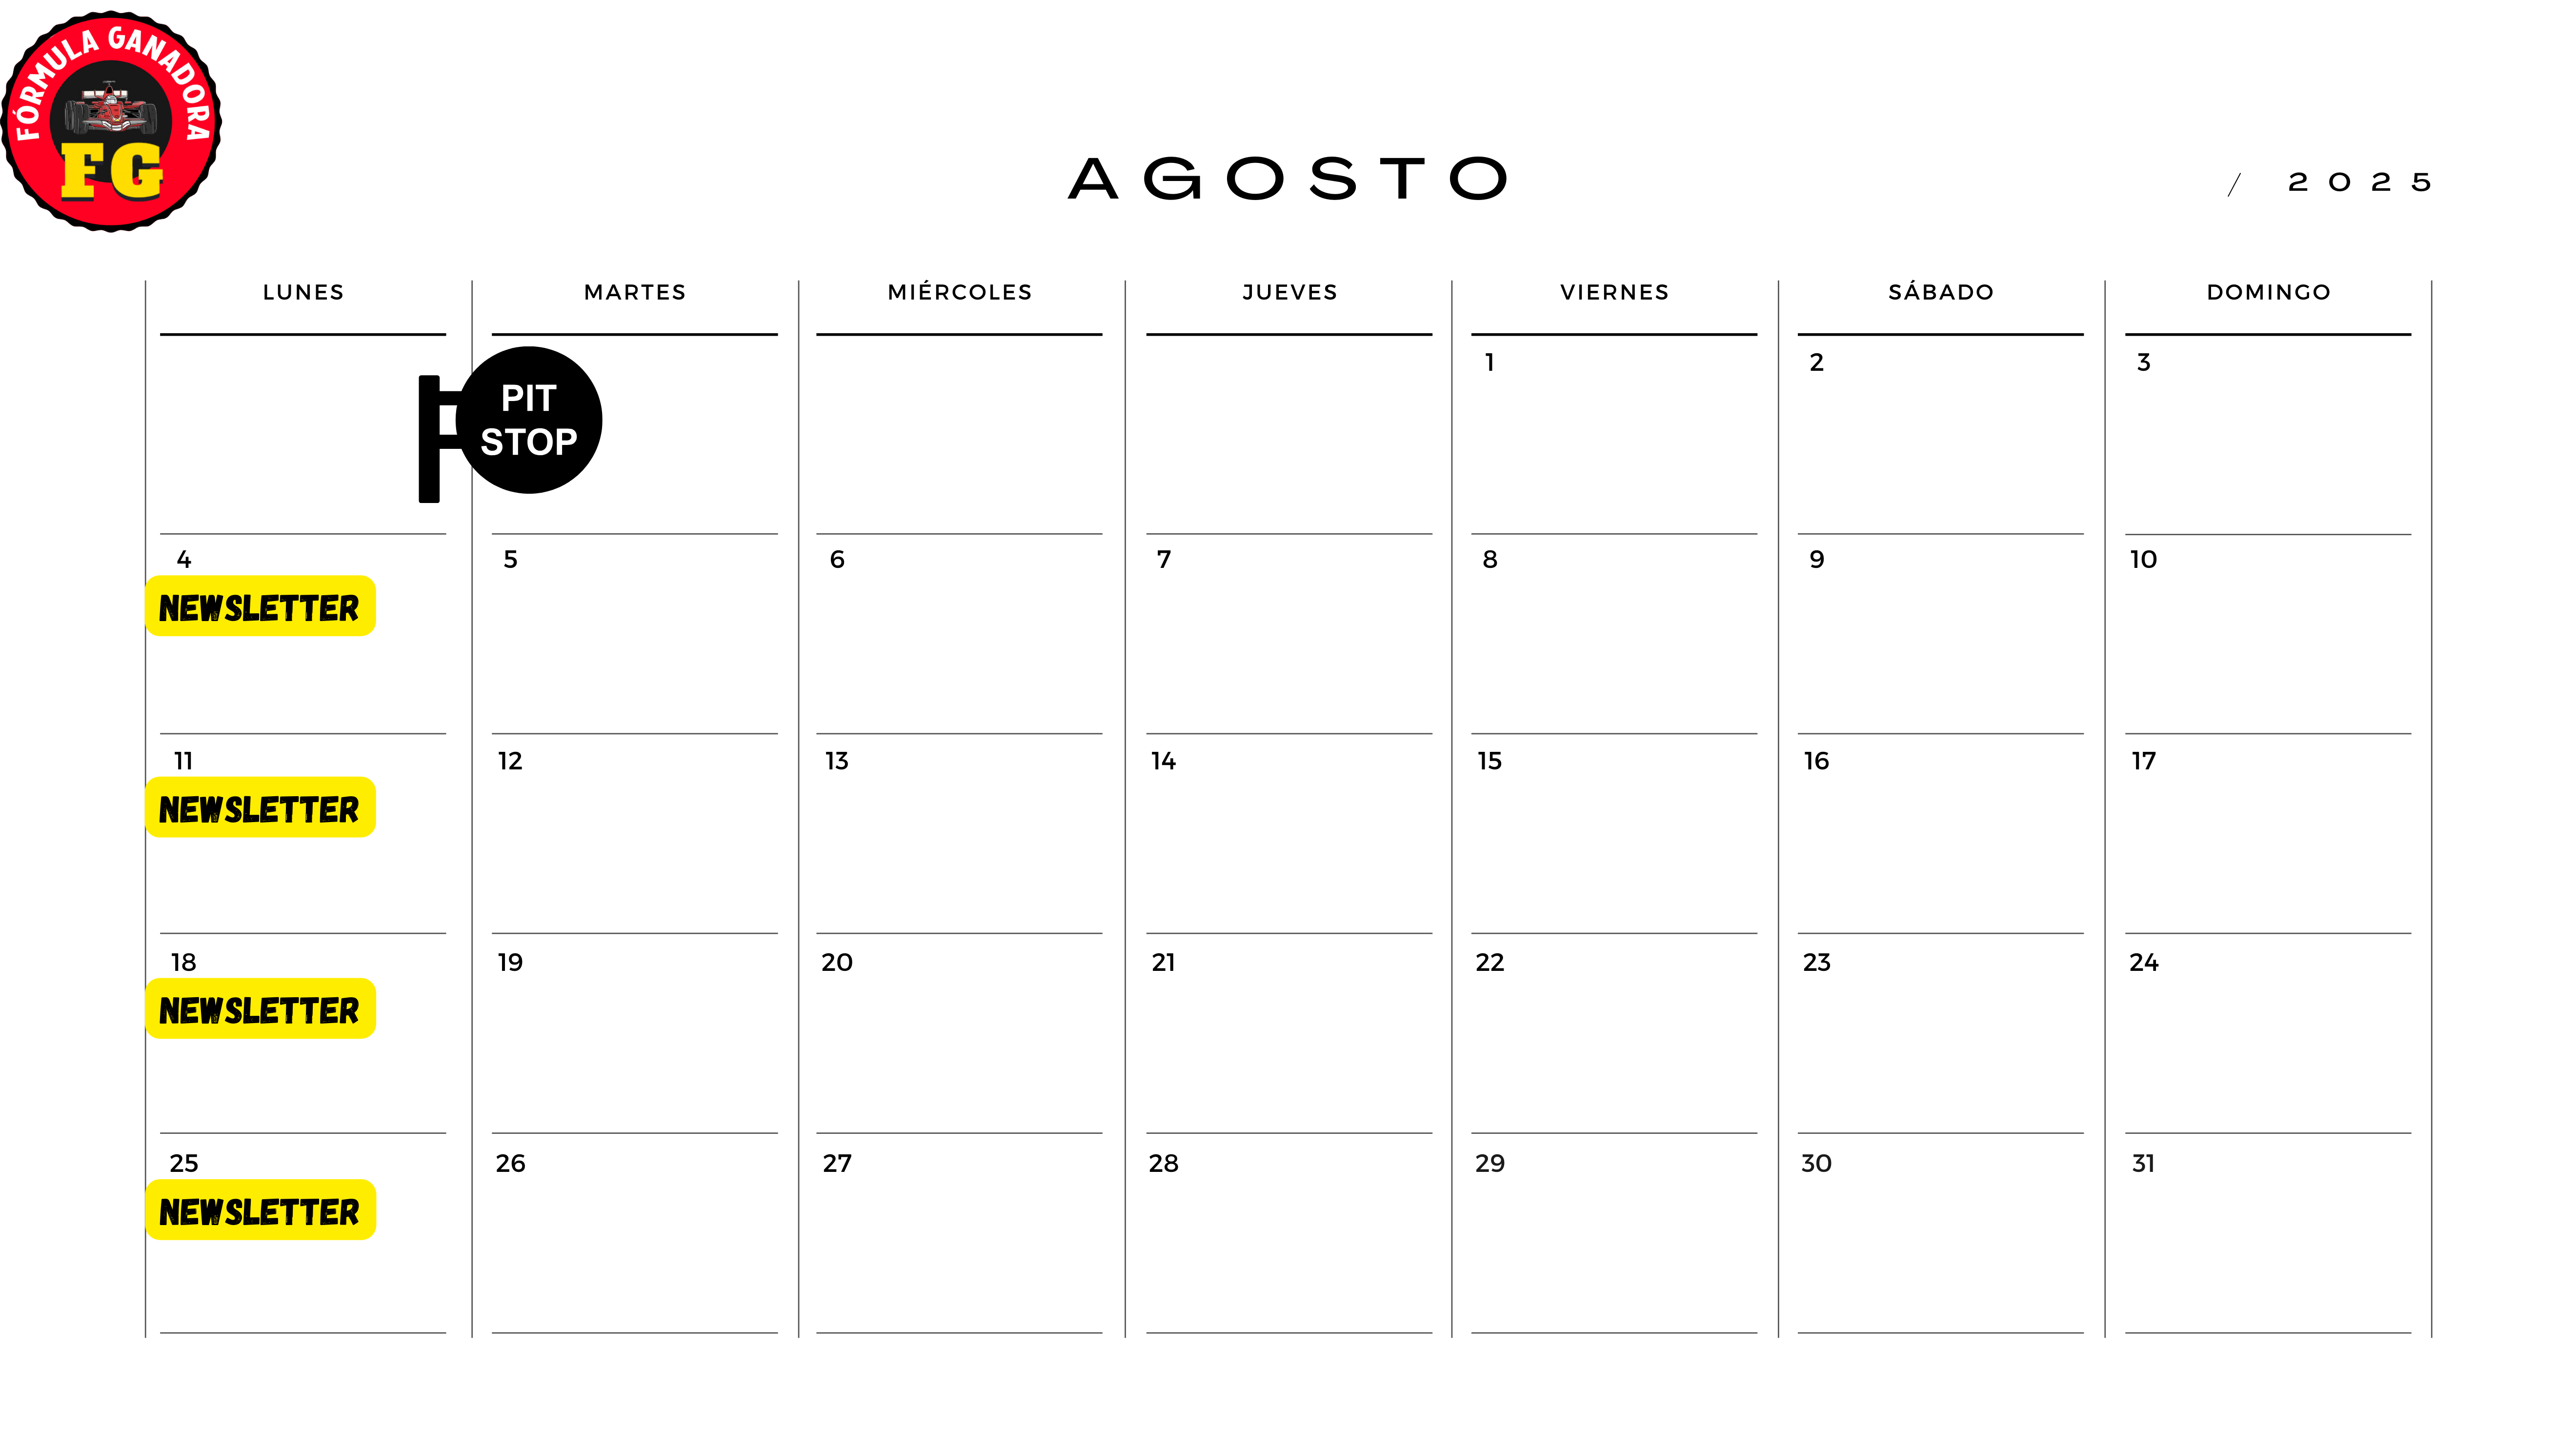 FÓRMULA GANADORA
FG
AGOSTO
/ 2025
LUNES MARTES MIÉRCOLES JUEVES VIERNES SÁBADO DOMINGO
PIT
STOP
1 2 3
4 5 6 7 8 9 10
NEWSLETTER
11 12 13 14 15 16 17
NEWSLETTER
18 19 20 21 22 23 24
NEWSLETTER
25 26 27 28 29 30 31
NEWSLETTER